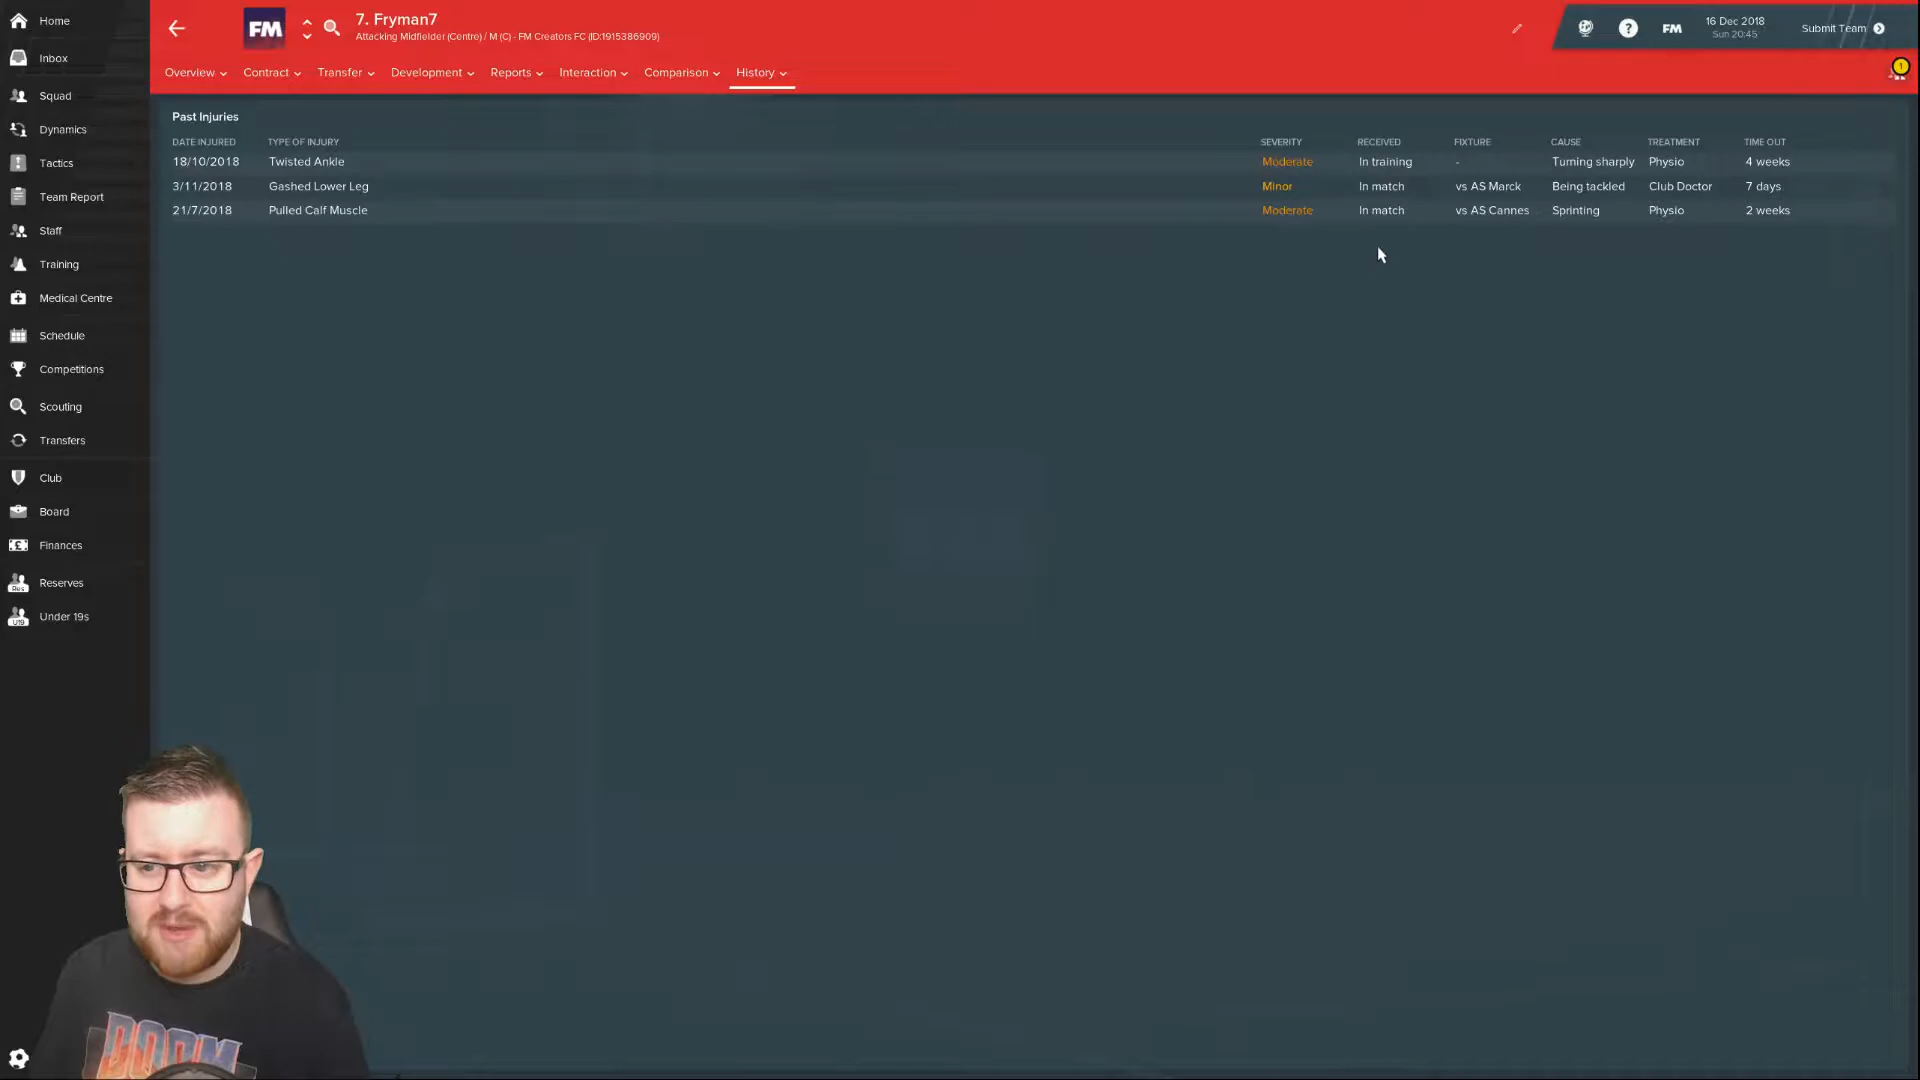 Home
Inbox
Squad
Dynamics
Tactics
Team Report
Staff
Training
Medical Centre
Schedule
Competitions
Scouting
Transfers
Club
Board
Finances
Reserves
Under 19s
FM
7. Fryman7
Attacking Midfielder (Centre) / M (C) - FM Creators FC (ID:1915386909)
? FM
16 Dec 2018
Sun 20:45
Submit Team
1
Overview Contract Transfer Development Reports Interaction Comparison History
Past Injuries
DATE INJURED TYPE OF INJURY SEVERITY RECEIVED FIXTURE CAUSE TREATMENT TIME OUT
18/10/2018 Twisted Ankle Moderate In training - Turning sharply Physio 4 weeks
3/11/2018 Gashed Lower Leg Minor In match vs AS Marck Being tackled Club Doctor 7 days
21/7/2018 Pulled Calf Muscle Moderate In match vs AS Cannes Sprinting Physio 2 weeks
DOOM